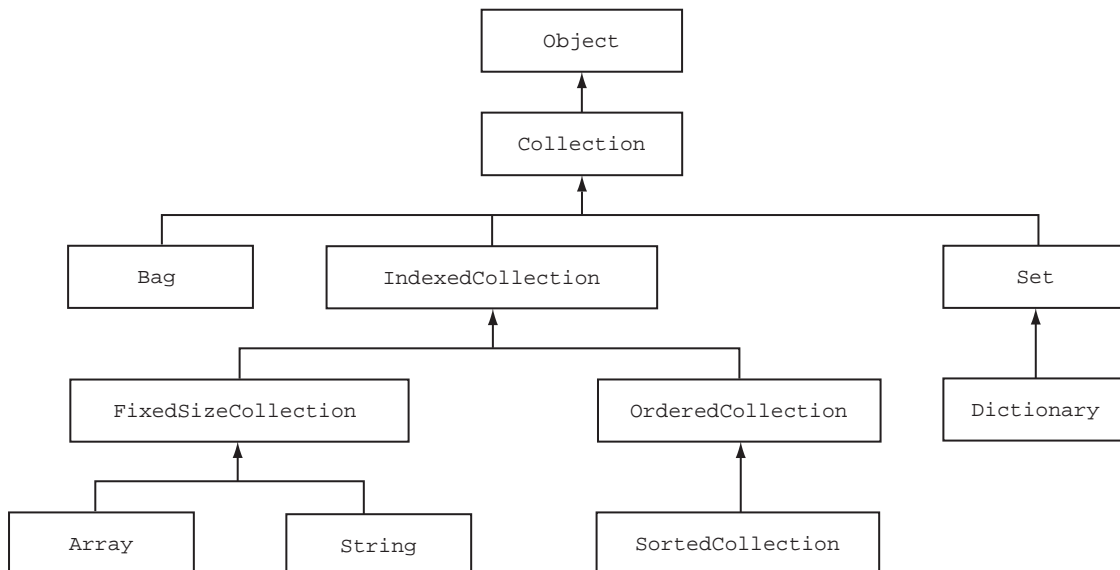 Object
Collection
Bag
IndexedCollection
Set
FixedSizeCollection
OrderedCollection
Dictionary
Array
String
SortedCollection